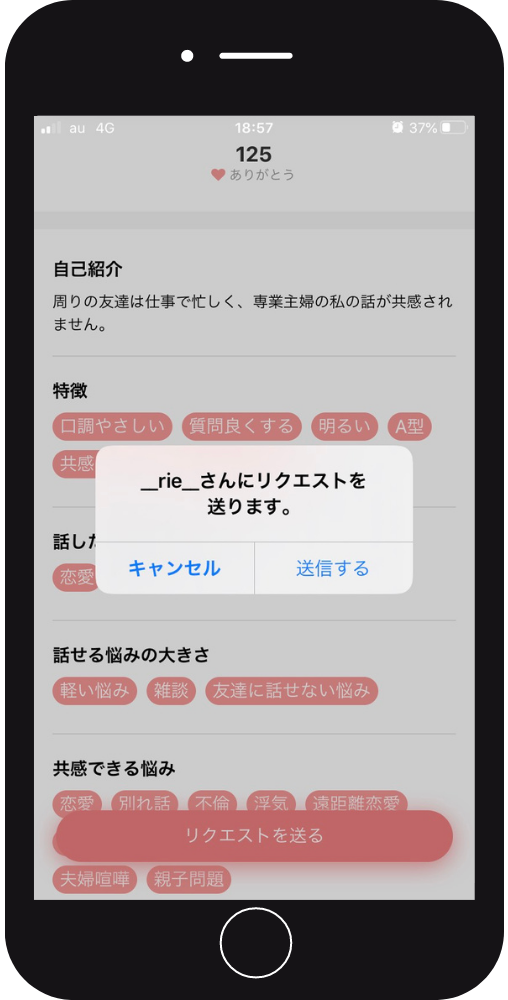 au 4G 18:57 37%
125
ありがとう
自己紹介
周りの友達は仕事で忙しく、専業主婦の私の話が共感され
ません。
特徴
口調やさしい 質問良くする 明るい A型
共感
__rie__さんにリクエストを
送ります。
キャンセル 送信する
話した
恋愛
話せる悩みの大きさ
軽い悩み 雑談 友達に話せない悩み
共感できる悩み
恋愛 別れ話 不倫 浮気 遠距離恋愛
リクエストを送る
夫婦喧嘩 親子問題